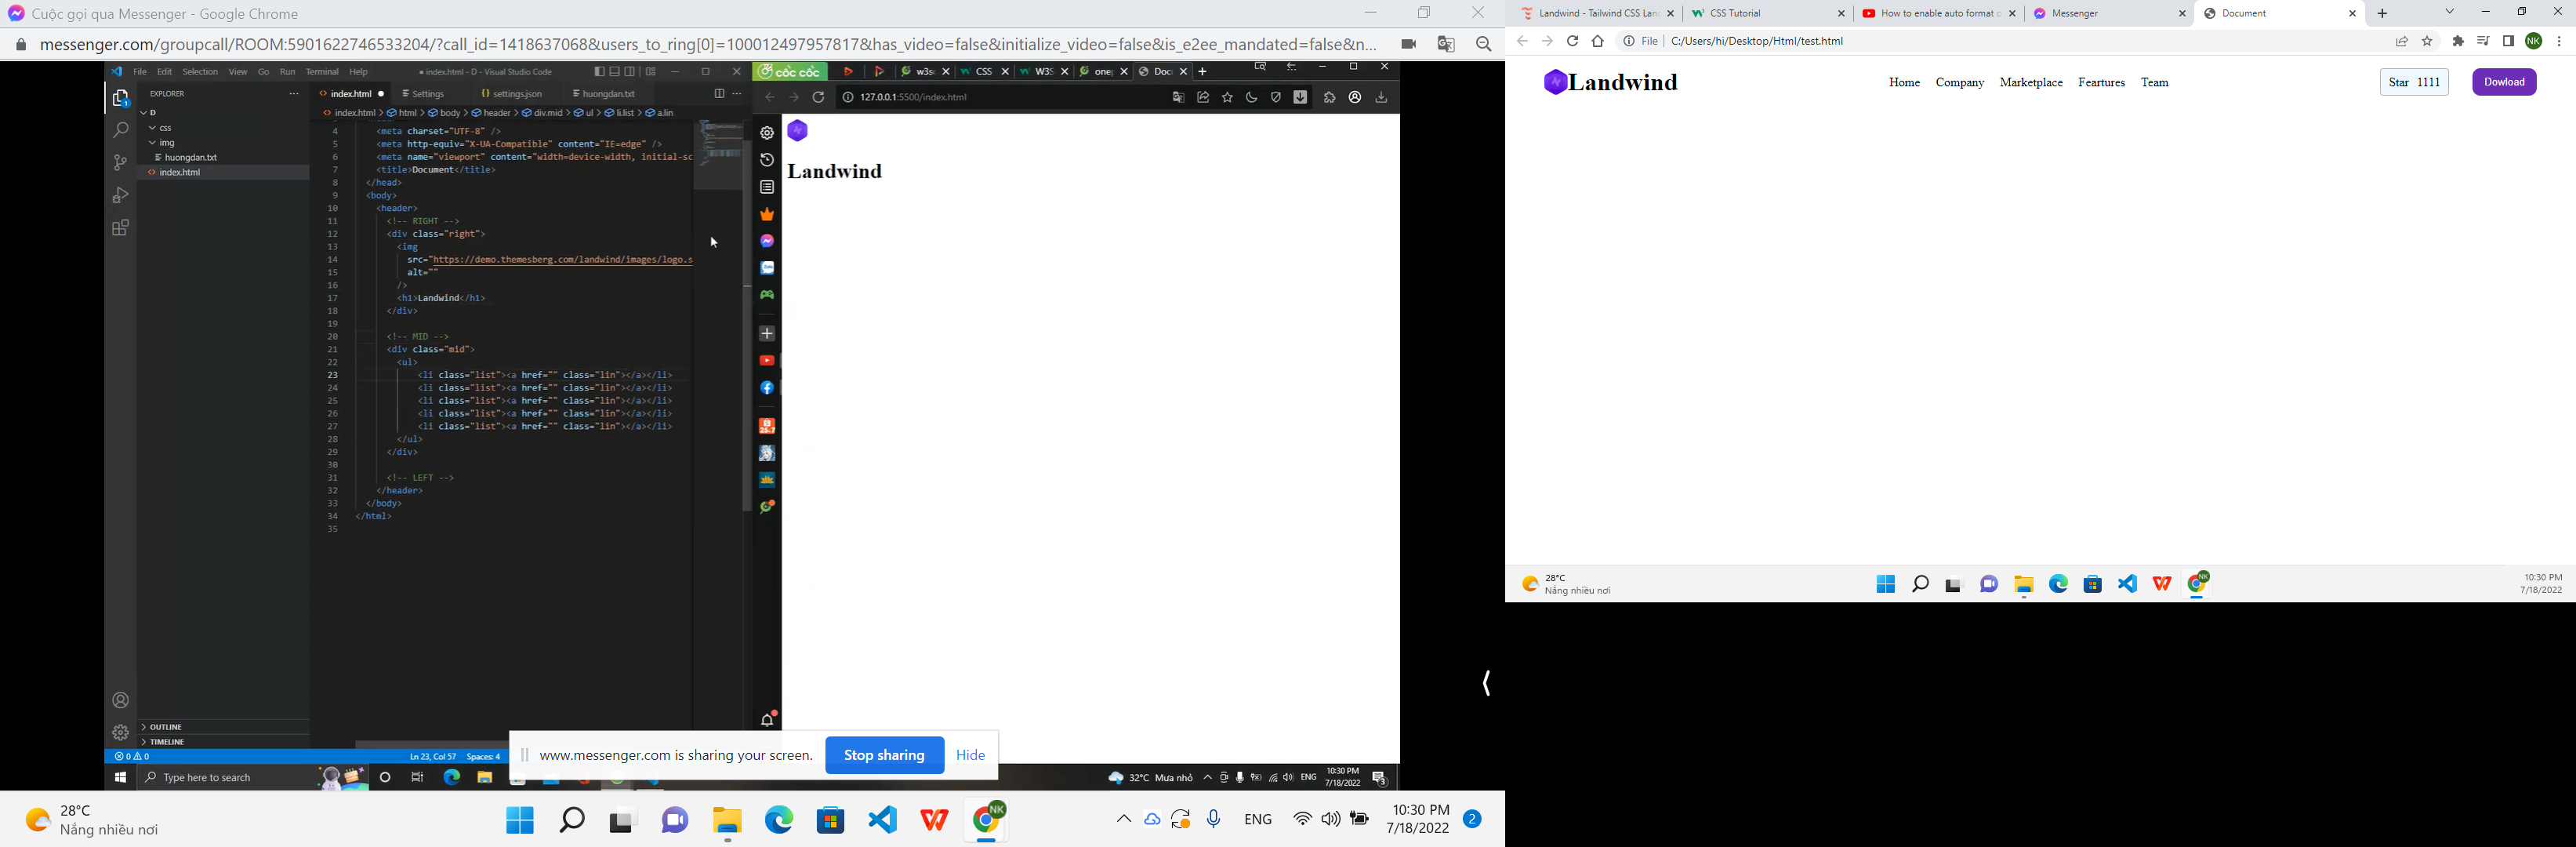 Cuộc gọi qua Messenger - Google Chrome
messenger.com/groupcall/ROOM:5901622746533204/?call_id=1418637068&users_to_ring[0]=100012497957817&has_video=false&initialize_video=false&is_e2ee_mandated=false&n...
File Edit Selection View Go Run Terminal Help
● index.html - D - Visual Studio Code
EXPLORER
D
css
img
huongdan.txt
index.html
OUTLINE
TIMELINE
index.html ● Settings settings.json huongdan.txt
index.html > html > body > header > div.mid > ul > li.list > a.lin
4 <meta charset="UTF-8" />
5 <meta http-equiv="X-UA-Compatible" content="IE=edge" />
6 <meta name="viewport" content="width=device-width, initial-sc
7 <title>Document</title>
8 </head>
9 <body>
10 <header>
11 <!-- RIGHT -->
12 <div class="right">
13 <img
14 src="https://demo.themesberg.com/landwind/images/logo.s
15 alt=""
16 />
17 <h1>Landwind</h1>
18 </div>
19
20 <!-- MID -->
21 <div class="mid">
22 <ul>
23 <li class="list"><a href="" class="lin"></a></li>
24 <li class="list"><a href="" class="lin"></a></li>
25 <li class="list"><a href="" class="lin"></a></li>
26 <li class="list"><a href="" class="lin"></a></li>
27 <li class="list"><a href="" class="lin"></a></li>
28 </ul>
29 </div>
30
31 <!-- LEFT -->
32 </header>
33 </body>
34 </html>
35
0 0
Ln 23, Col 57 Spaces: 4
CỐC CỐC
w3s CSS W3S one Doc
127.0.0.1:5500/index.html
Landwind
www.messenger.com is sharing your screen. Stop sharing Hide
Type here to search
32°C Mưa nhỏ ENG 10:30 PM
7/18/2022
3
28°C
Nắng nhiều nơi
NK
ENG
10:30 PM
7/18/2022
2
Landwind - Tailwind CSS Lan CSS Tutorial How to enable auto format Messenger Document
File C:/Users/hi/Desktop/Html/test.html NK
Landwind Home Company Marketplace Feartures Team Star 1111 Dowload
28°C
Nắng nhiều nơi
NK
10:30 PM
7/18/2022